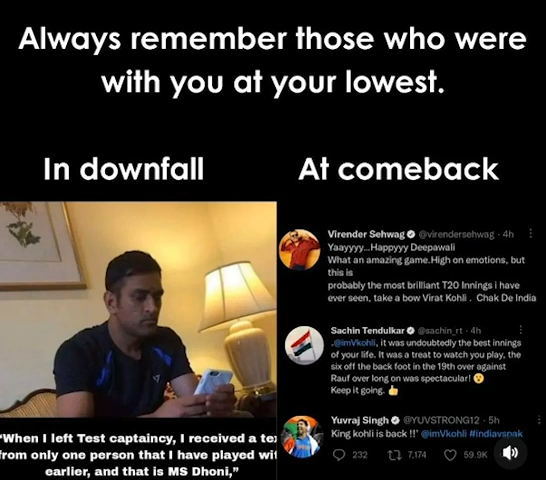 Always remember those who were
with you at your lowest.
In downfall
At comeback
"When I left Test captaincy, I received a te
from only one person that I have played wit
earlier, and that is MS Dhoni,"
Virender Sehwag @virendersehwag · 4h
Yaayyyy...Happyyy Deepawali
What an amazing game.High on emotions, but
this is
probably the most brilliant T20 Innings i have
ever seen, take a bow Virat Kohli . Chak De India
Sachin Tendulkar @sachin_rt · 4h
.@imVkohli, it was undoubtedly the best innings
of your life. It was a treat to watch you play, the
six off the back foot in the 19th over against
Rauf over long on was spectacular! 😮
Keep it going. 👍
Yuvraj Singh @YUVSTRONG12 · 5h
King kohli is back !!' @imVkohli #indiavspak
232 7,174 59.9K